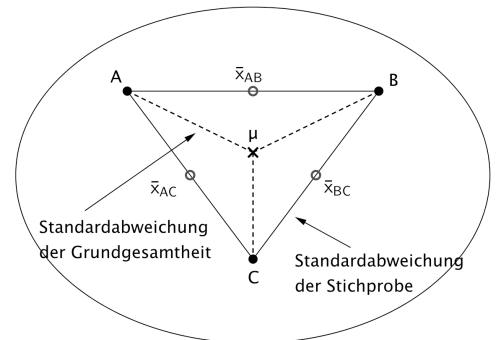 x̄AB
A
B
μ
x̄AC
x̄BC
Standardabweichung
der Grundgesamtheit
Standardabweichung
der Stichprobe
C